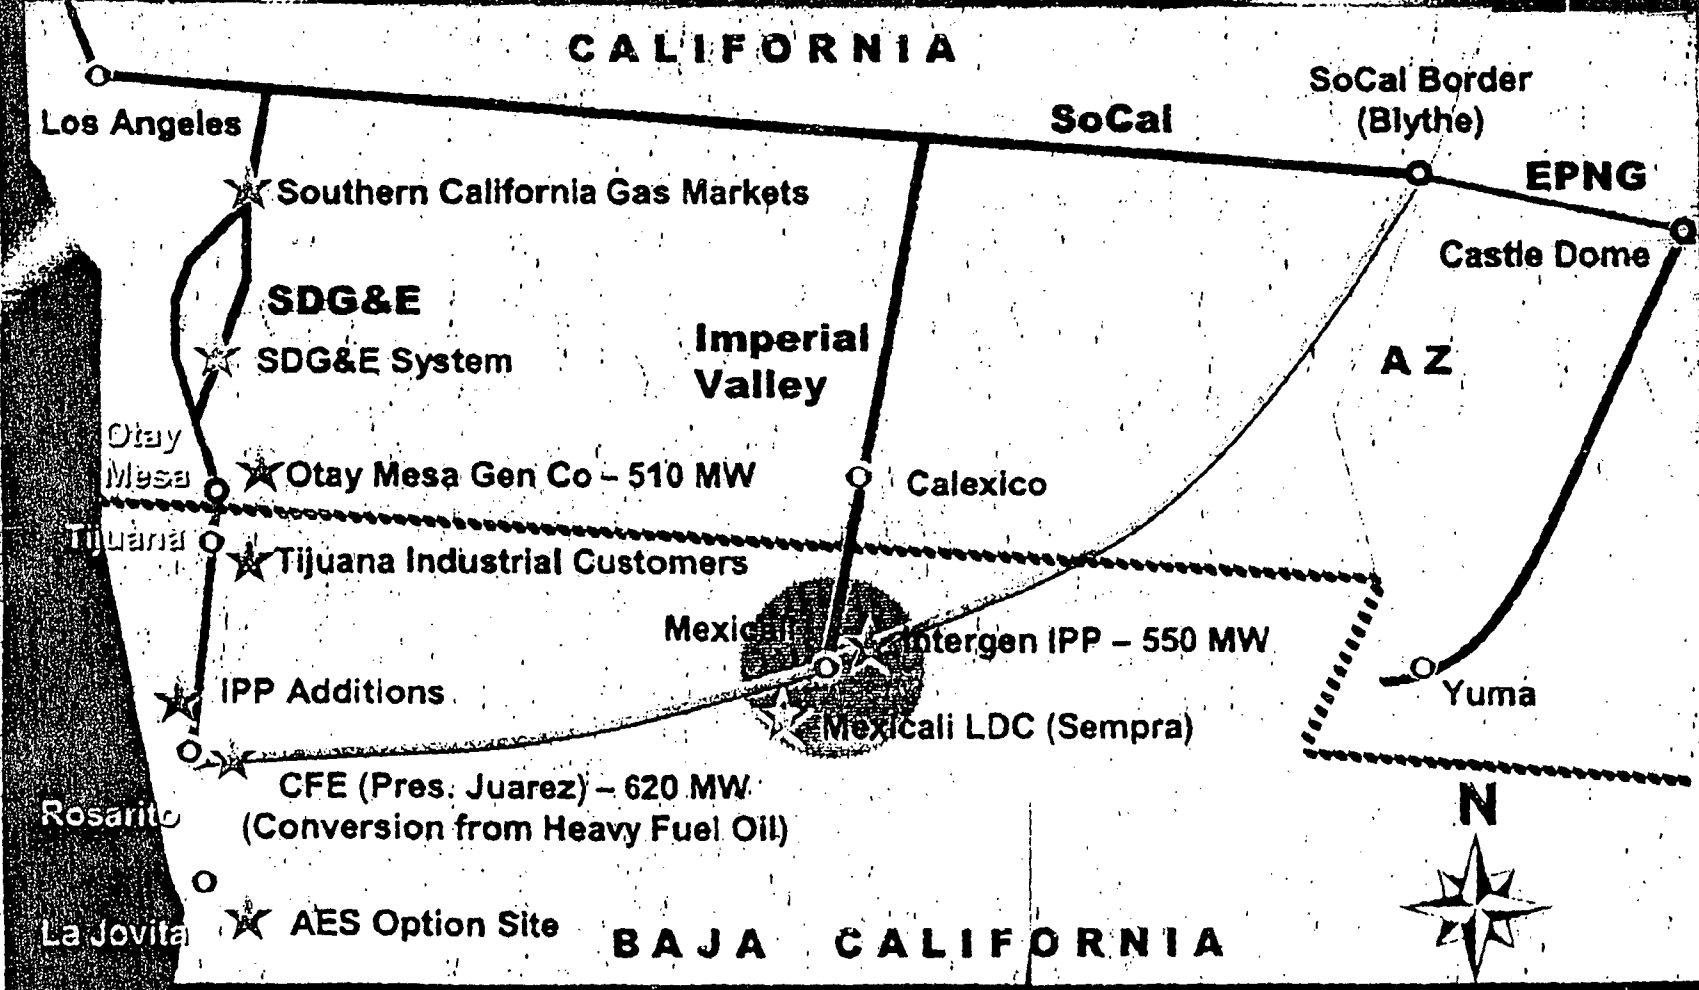 CALIFORNIA
SoCal Border
(Blythe)
Los Angeles
SoCal
EPNG
Southern California Gas Markets
Castle Dome
SDG&E
Imperial
Valley
SDG&E System
AZ
Otay
Mesa
Otay Mesa Gen Co – 510 MW
Calexico
Tijuana
Tijuana Industrial Customers
Mexicali
Intergen IPP – 550 MW
IPP Additions
Yuma
Mexicali LDC (Sempra)
CFE (Pres. Juarez) – 620 MW
(Conversion from Heavy Fuel Oil)
Rosarito
N
La Jovita
AES Option Site
BAJA CALIFORNIA